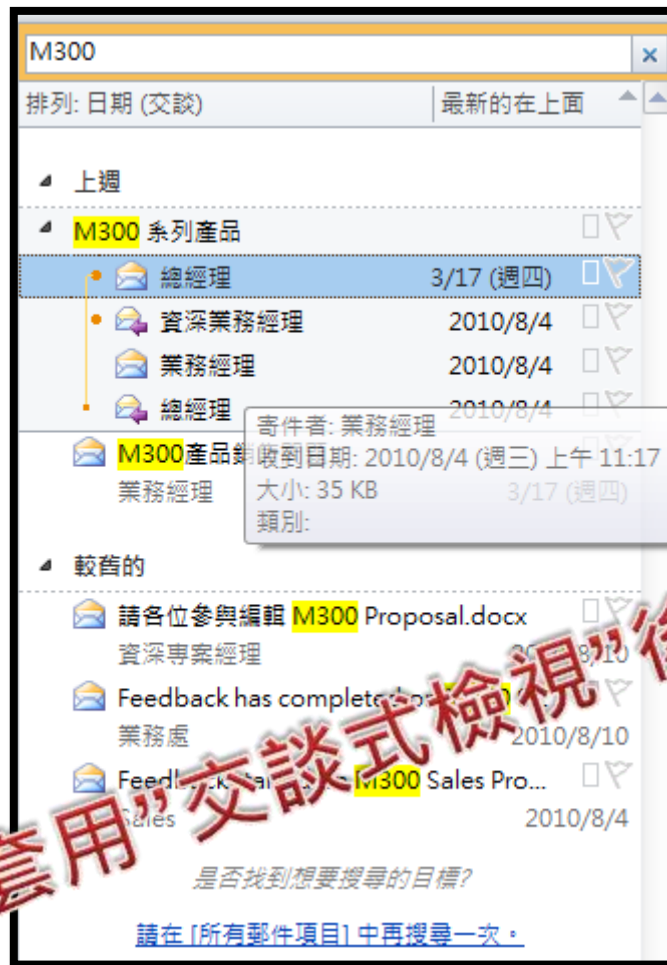 M300
排列: 日期 (交談) 最新的在上面
上週
M300 系列產品
總經理 3/17 (週四)
資深業務經理 2010/8/4
業務經理 2010/8/4
總經理 2010/8/4
寄件者: 業務經理
收到日期: 2010/8/4 (週三) 上午 11:17
大小: 35 KB
類別:
M300產品
業務經理 3/17 (週四)
較舊的
請各位參與編輯 M300 Proposal.docx
資深專案經理
Feedback has completed
業務處 2010/8/10
Feedback M300 Sales Pro...
Sales 2010/8/4
套用"交談式檢視"後
是否找到想要搜尋的目標?
請在 [所有郵件項目] 中再搜尋一次。